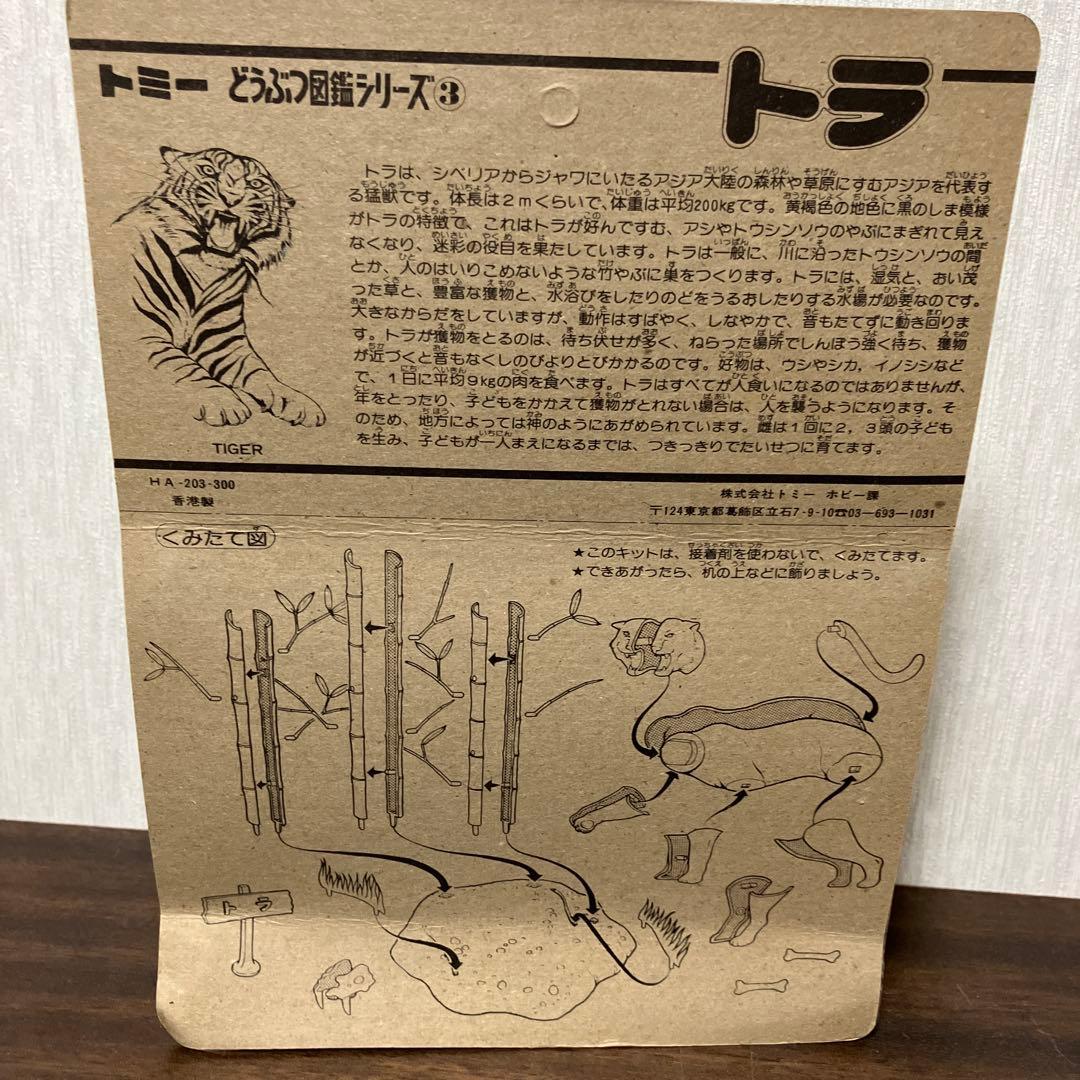 トミー どうぶつ図鑑シリーズ③
トラ
トラは、シベリアからジャワにいたるアジア大陸の森林や草原にすむアジアを代表す
る猛獣です。体長は2mくらいで、体重は平均200kgです。黄褐色の地色に黒のしま模様
がトラの特徴で、これはトラが好んですむ、アシやトウシンソウのやぶにまぎれて見え
なくなり、迷彩の役目を果たしています。トラは一般に、川に沿ったトウシンソウの間
とか、人のはいりこめないような竹やぶに巣をつくります。トラには、湿気と、おい茂
った草と、豊富な獲物と、水浴びをしたりのどをうるおしたりする水場が必要なのです。
大きなからだをしていますが、動作はすばやく、しなやかで、音もたてずに動き回りま
す。トラが獲物をとるのは、待ち伏せが多く、ねらった場所でしんぼう強く待ち、獲物
が近づくと音もなくしのびよりとびかかるのです。好物は、ウシやシカ，イノシシなど
で、1日に平均9kgの肉を食べます。トラはすべてが人食いになるのではありませんが、
年をとったり、子どもをかかえて獲物がとれない場合は、人を襲うようになります。そ
のため、地方によっては神のようにあがめられています。雌は1回に2，3頭の子ども
を生み、子どもが一人まえになるまでは、つきっきりでたいせつに育てます。
TIGER
HA-203-300
香港製
株式会社トミー ホビー課
〒124東京都葛飾区立石7-9-10☎03-693-1031
くみたて図
★このキットは、接着剤を使わないで、くみたてます。
★できあがったら、机の上などに飾りましょう。
トラ